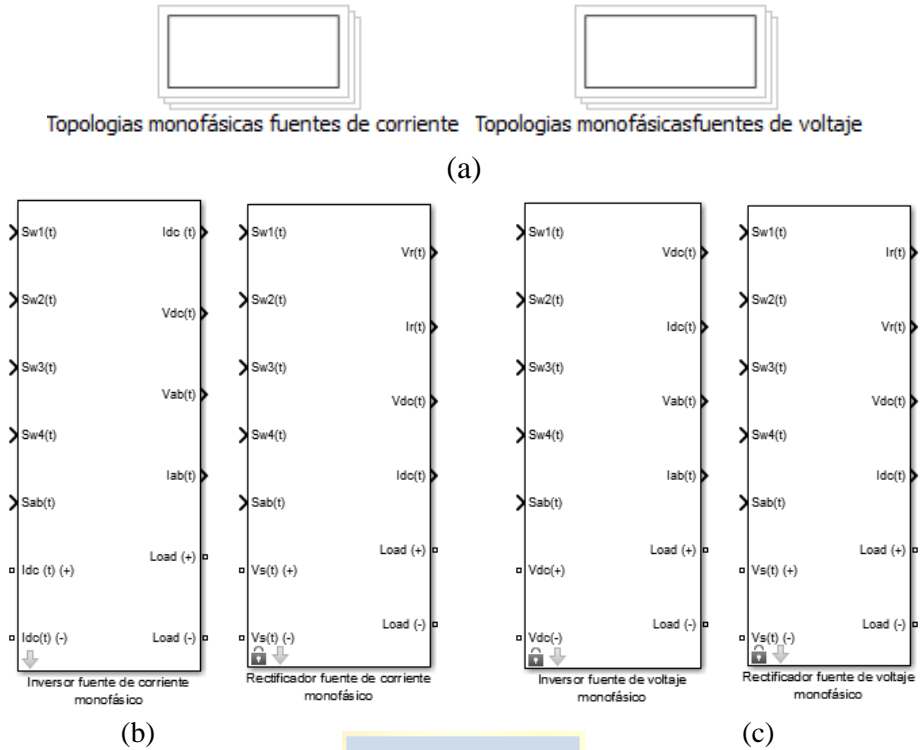 Topologias monofásicas fuentes de corriente
Topologias monofásicasfuentes de voltaje
(a)
Sw1(t)
Sw2(t)
Sw3(t)
Sw4(t)
Sab(t)
Idc (t) (+)
Idc(t) (-)
Idc (t)
Vdc(t)
Vab(t)
Iab(t)
Load (+)
Load (-)
Inversor fuente de corriente
monofásico
Sw1(t)
Sw2(t)
Sw3(t)
Sw4(t)
Sab(t)
Vs(t) (+)
Vs(t) (-)
Vr(t)
Ir(t)
Vdc(t)
Idc(t)
Load (+)
Load (-)
Rectificador fuente de corriente
monofásico
(b)
Sw1(t)
Sw2(t)
Sw3(t)
Sw4(t)
Sab(t)
Vdc(+)
Vdc(-)
Vdc(t)
Idc(t)
Vab(t)
Iab(t)
Load (+)
Load (-)
Inversor fuente de voltaje
monofásico
Sw1(t)
Sw2(t)
Sw3(t)
Sw4(t)
Sab(t)
Vs(t) (+)
Vs(t) (-)
Ir(t)
Vr(t)
Vdc(t)
Idc(t)
Load (+)
Load (-)
Rectificador fuente de voltaje
monofásico
(c)